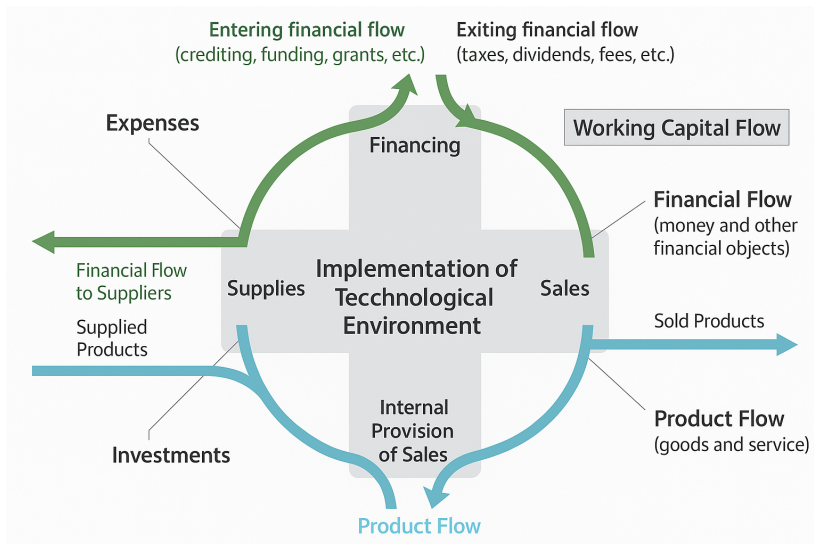 Entering financial flow
(crediting, funding, grants, etc.)
Exiting financial flow
(taxes, dividends, fees, etc.)
Expenses
Working Capital Flow
Financing
Financial Flow
(money and other
financial objects)
Financial Flow
to Suppliers
Supplies
Implementation of
Tecchnological
Environment
Sales
Supplied
Products
Sold Products
Internal
Provision
of Sales
Product Flow
(goods and service)
Investments
Product Flow